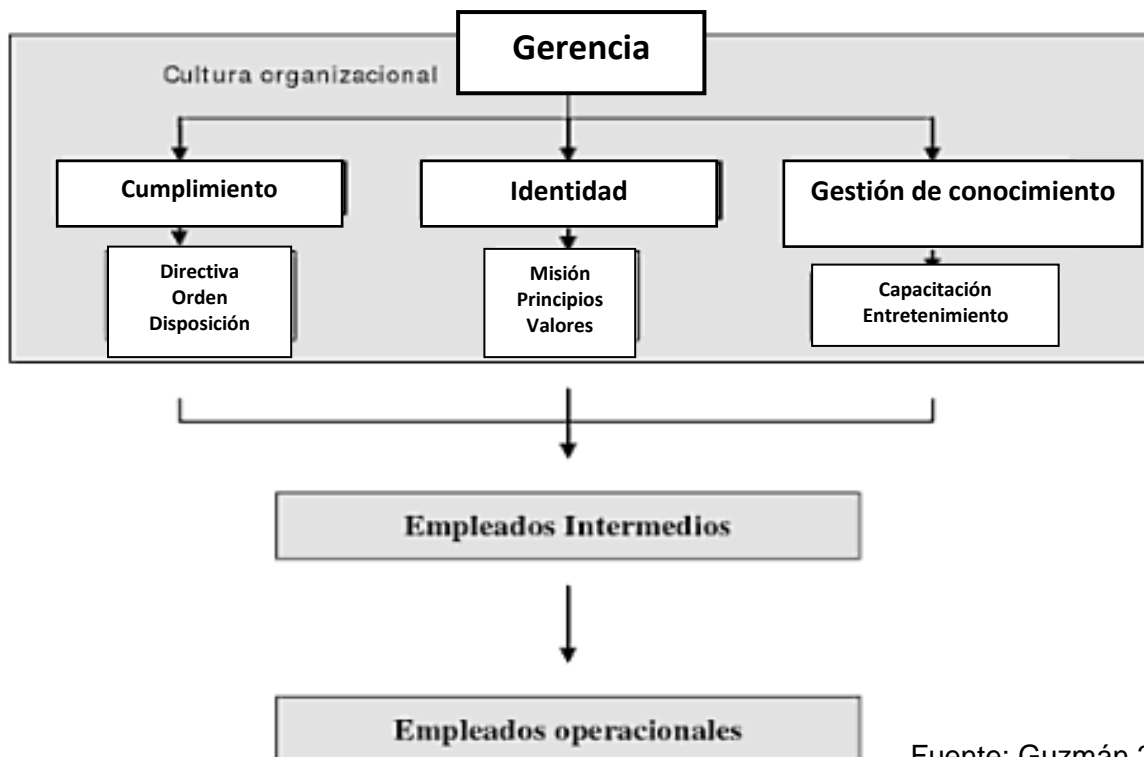 Gerencia
Cultura organizacional
Cumplimiento
Identidad
Gestión de conocimiento
Directiva
Orden
Disposición
Misión
Principios
Valores
Capacitación
Entretenimiento
Empleados Intermedios
Empleados operacionales
Fuente: Guzmán